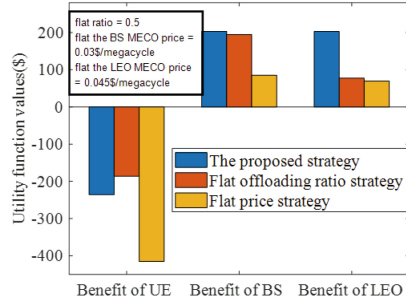 flat ratio = 0.5
flat the BS MECO price =
0.03$/megacycle
flat the LEO MECO price
= 0.045$/megacycle
Utility function values($)
200
100
0
-100
-200
-300
-400
The proposed strategy
Flat offloading ratio strategy
Flat price strategy
Benefit of UE
Benefit of BS
Benefit of LEO